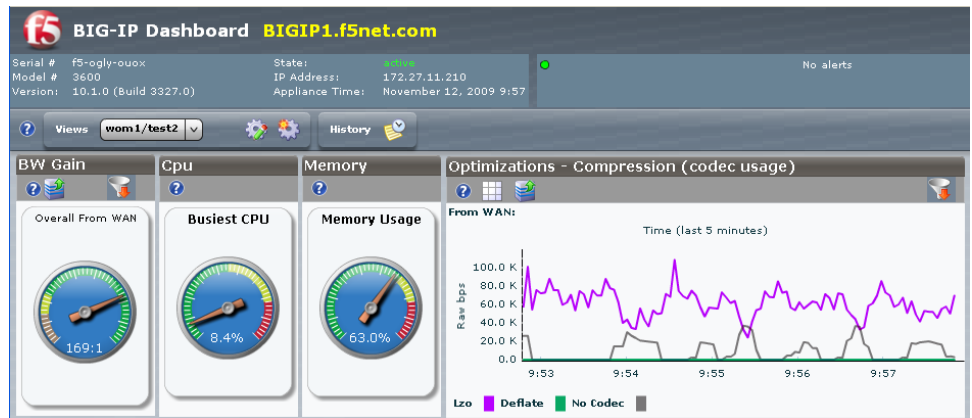 f5 BIG-IP Dashboard BIGIP1.f5net.com
Serial # f5-ogly-ouox State: active
Model # 3600 IP Address: 172.27.11.210
Version: 10.1.0 (Build 3327.0) Appliance Time: November 12, 2009 9:57
No alerts
? Views wom1/test2 History
BW Gain
?
Overall From WAN
169:1
Cpu
?
Busiest CPU
8.4%
Memory
?
Memory Usage
63.0%
Optimizations - Compression (codec usage)
?
From WAN:
Time (last 5 minutes)
Raw bps
100.0 K
80.0 K
60.0 K
40.0 K
20.0 K
0.0
9:53 9:54 9:55 9:56 9:57
Lzo Deflate No Codec